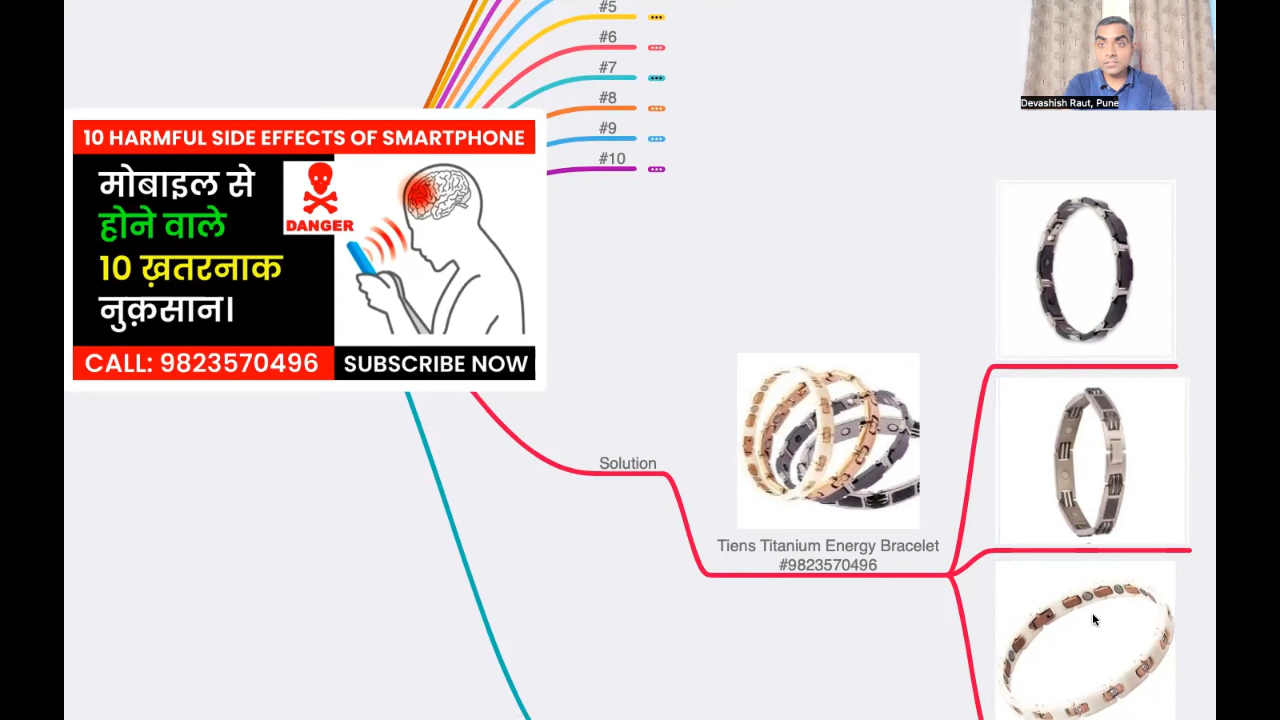 #5
#6
#7
#8
#9
#10
Devashish Raut, Pune
10 HARMFUL SIDE EFFECTS OF SMARTPHONE
मोबाइल से
होने वाले
10 ख़तरनाक
नुक़सान।
DANGER
CALL: 9823570496
SUBSCRIBE NOW
Solution
Tiens Titanium Energy Bracelet
#9823570496